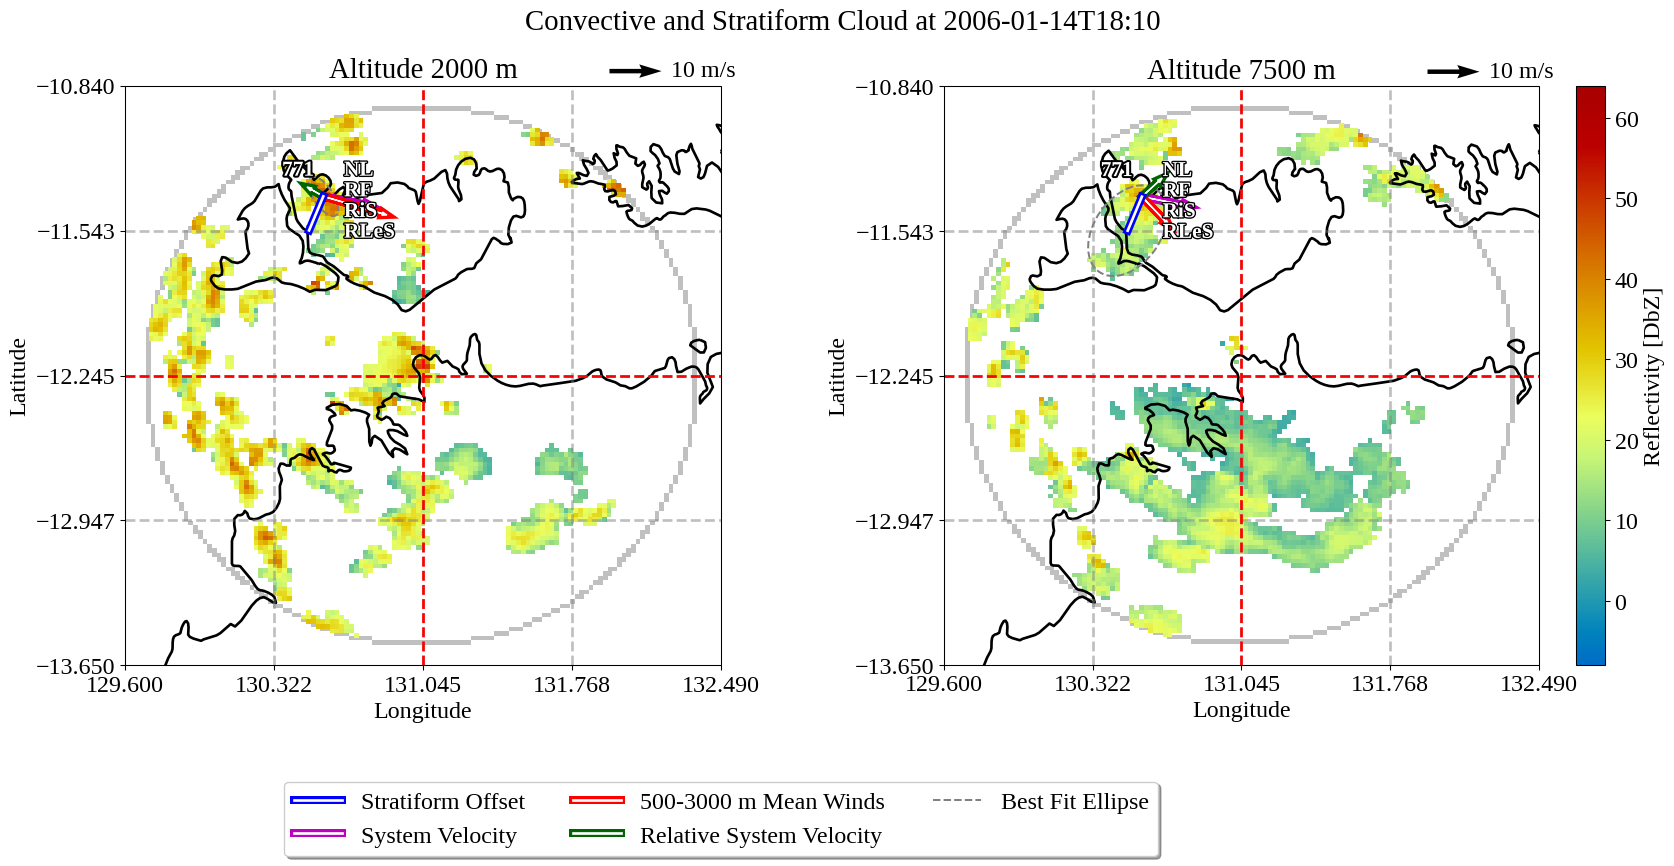 Convective and Stratiform Cloud at 2006-01-14T18:10
Altitude 2000 m
10 m/s
−10.840
−11.543
−12.245
−12.947
−13.650
Latitude
771
NL
RF
RiS
RLeS
129.600
130.322
131.045
131.768
132.490
Longitude
Altitude 7500 m
10 m/s
−10.840
−11.543
−12.245
−12.947
−13.650
Latitude
771
NL
RF
RiS
RLeS
129.600
130.322
131.045
131.768
132.490
Longitude
60
50
40
30
20
10
0
Reflectivity [DbZ]
Stratiform Offset
System Velocity
500-3000 m Mean Winds
Relative System Velocity
Best Fit Ellipse